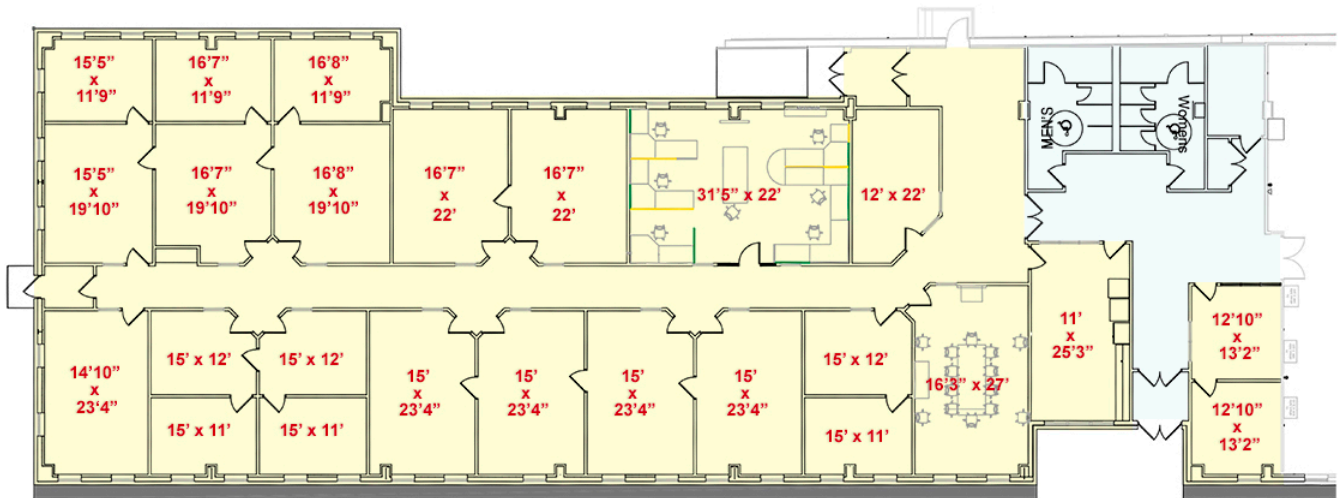 15'5"
x
11'9"
16'7"
x
11'9"
16'8"
x
11'9"
15'5"
x
19'10"
16'7"
x
19'10"
16'8"
x
19'10"
16'7"
x
22'
16'7"
x
22'
31'5" x 22'
12' x 22'
MEN'S
Womens
14'10"
x
23'4"
15' x 12'
15' x 12'
15' x 11'
15' x 11'
15'
x
23'4"
15'
x
23'4"
15'
x
23'4"
15'
x
23'4"
15' x 12'
15' x 11'
16'3" x 27'
11'
x
25'3"
12'10"
x
13'2"
12'10"
x
13'2"